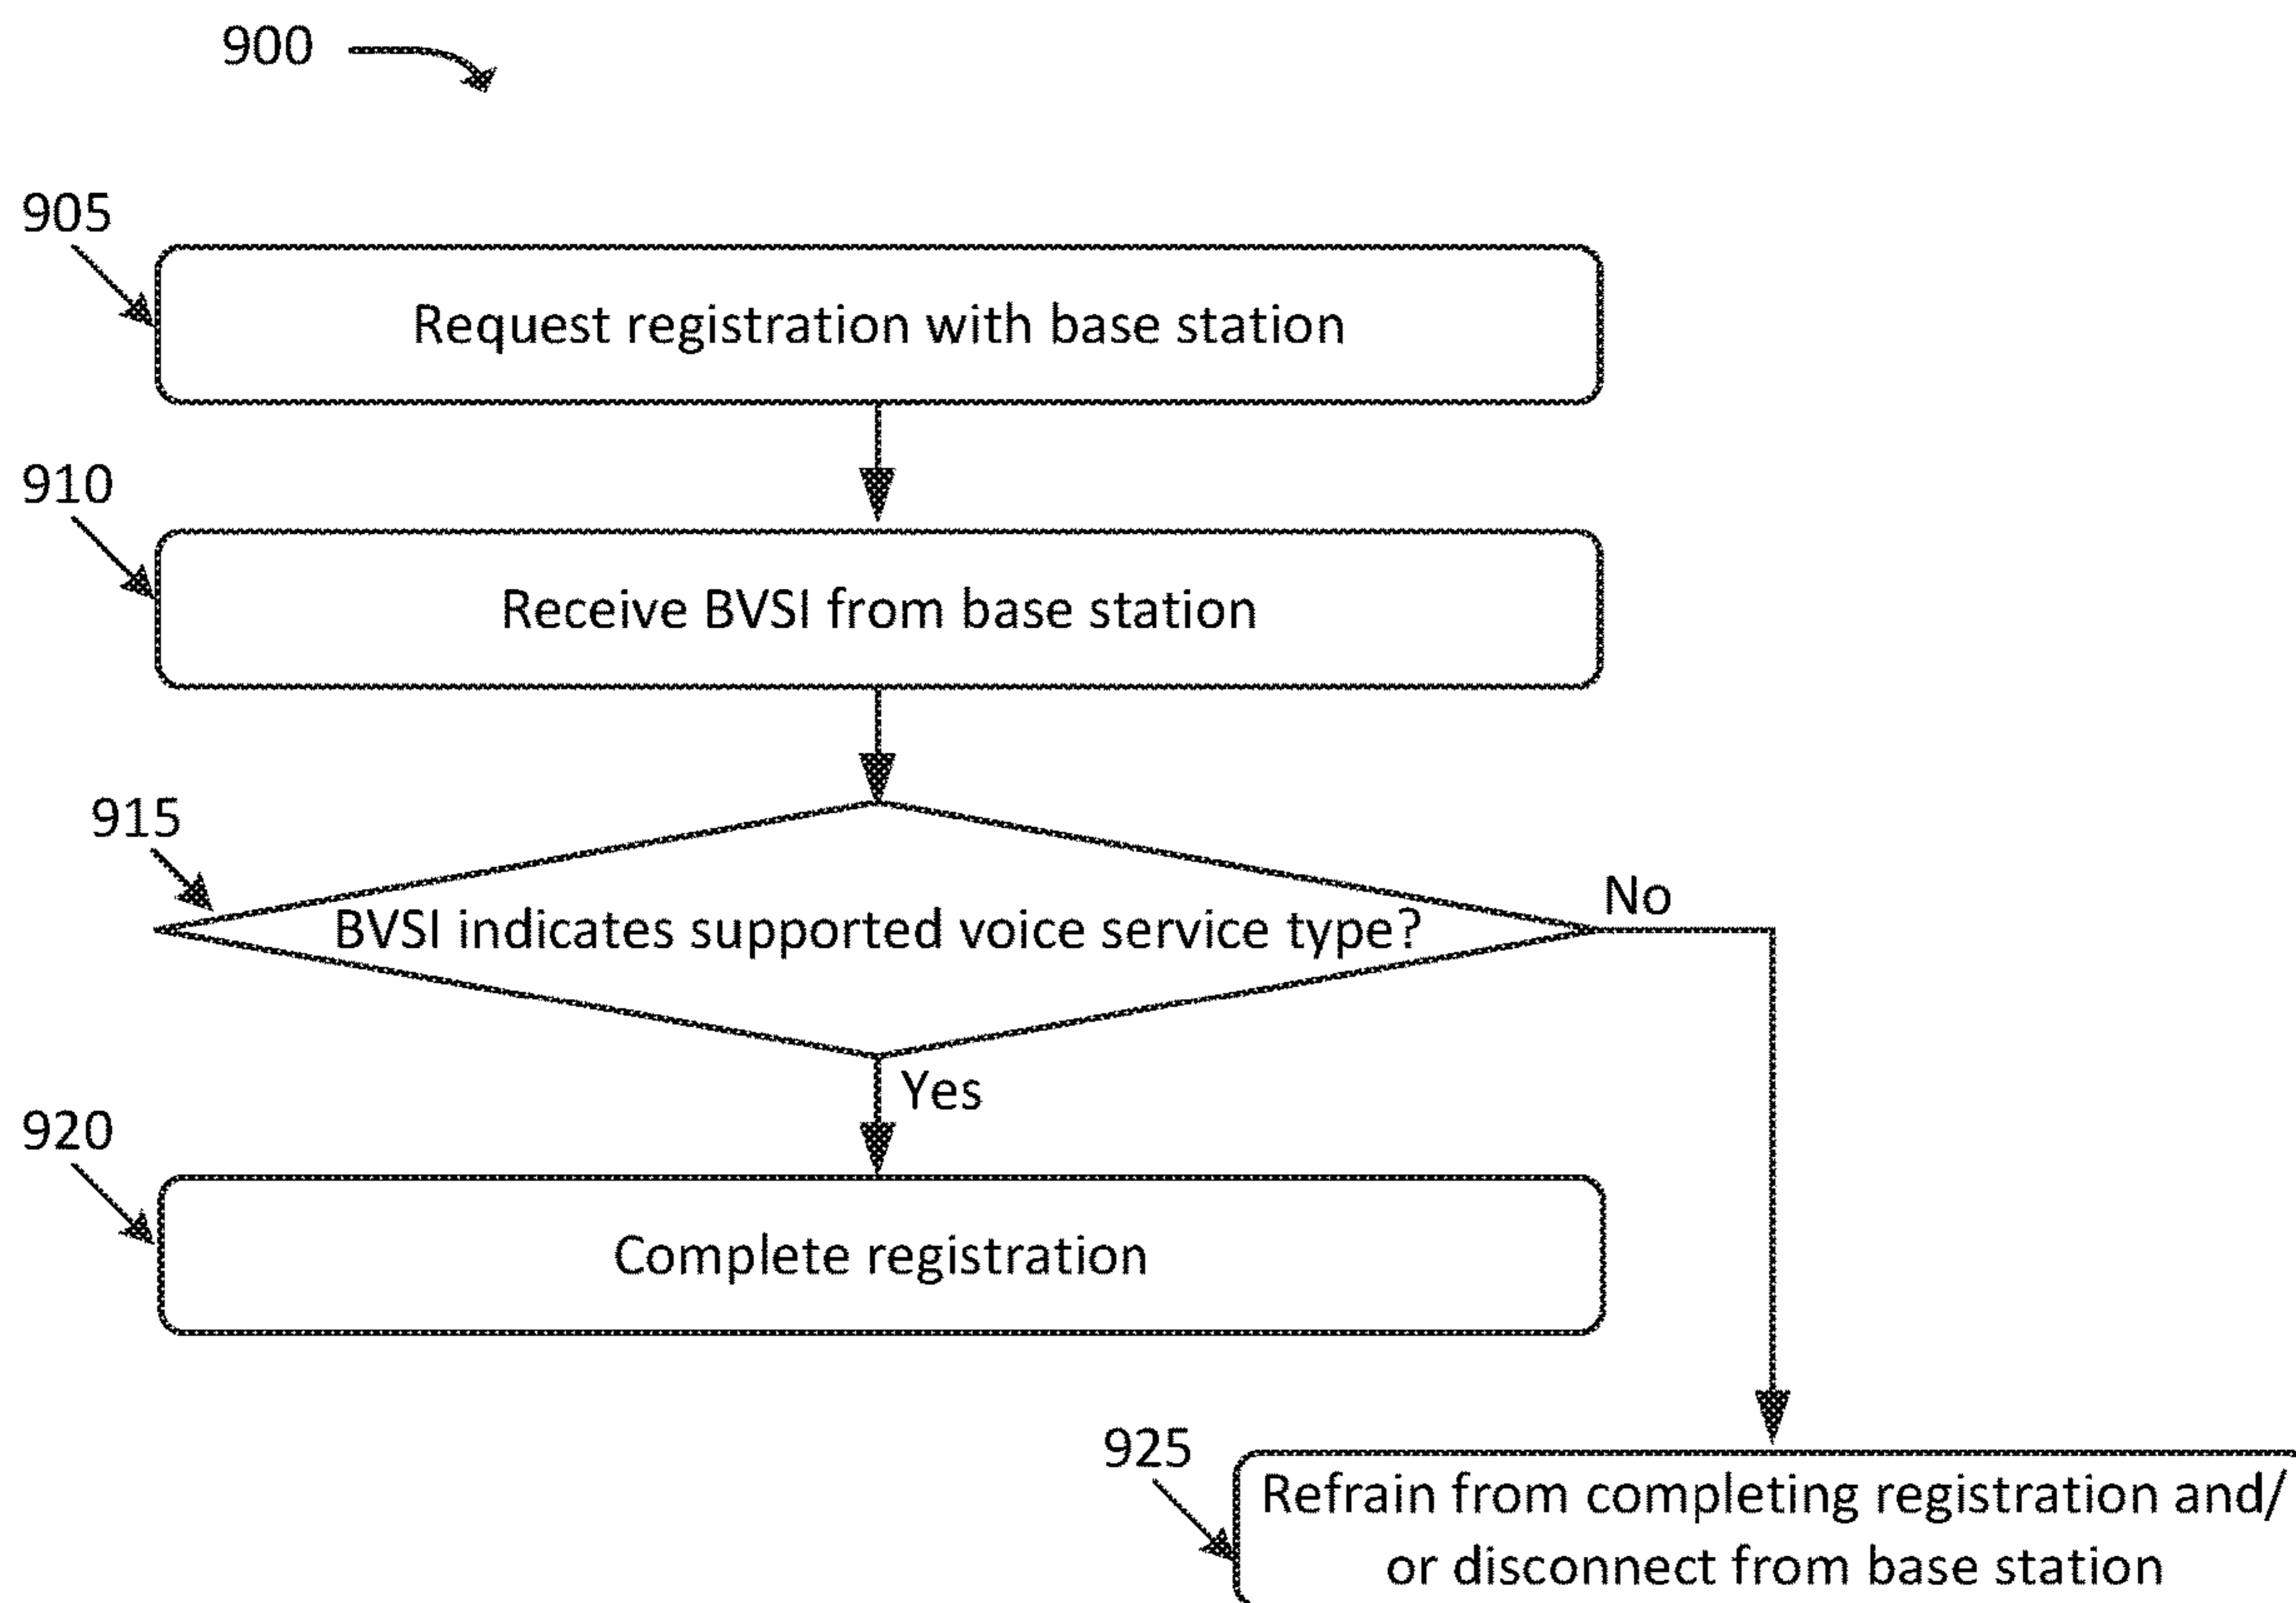 900
905
Request registration with base station
910
Receive BVSI from base station
915
BVSI indicates supported voice service type?
No
Yes
920
Complete registration
925
Refrain from completing registration and/
or disconnect from base station